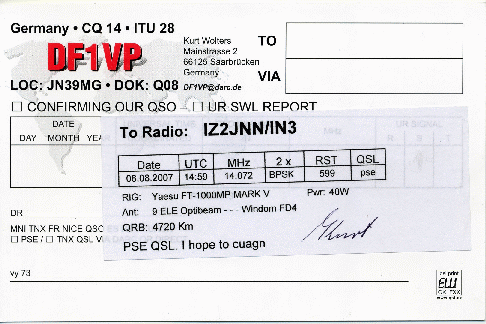 Germany • CQ 14 • ITU 28
DF1VP
Kurt Wolters
Mainstrasse 2
66125 Saarbrücken
Germany
DF1VP@darc.de
TO
VIA
LOC: JN39MG • DOK: Q08
☐ CONFIRMING OUR QSO – ☐ UR SWL REPORT
DATE
DAY MONTH YEA
To Radio: IZ2JNN/IN3
Date UTC MHz 2 x RST QSL
06.08.2007 14:59 14.072 BPSK 599 pse
RIG: Yaesu FT-1000MP MARK V Pwr: 40W
Ant: 9 ELE Optibeam - - - Windom FD4
QRB: 4720 Km
PSE QSL. I hope to cuagn
Kurt
DR
MNI TNX FR NICE QSO
☐ PSE / ☐ TNX QSL V
vy 73